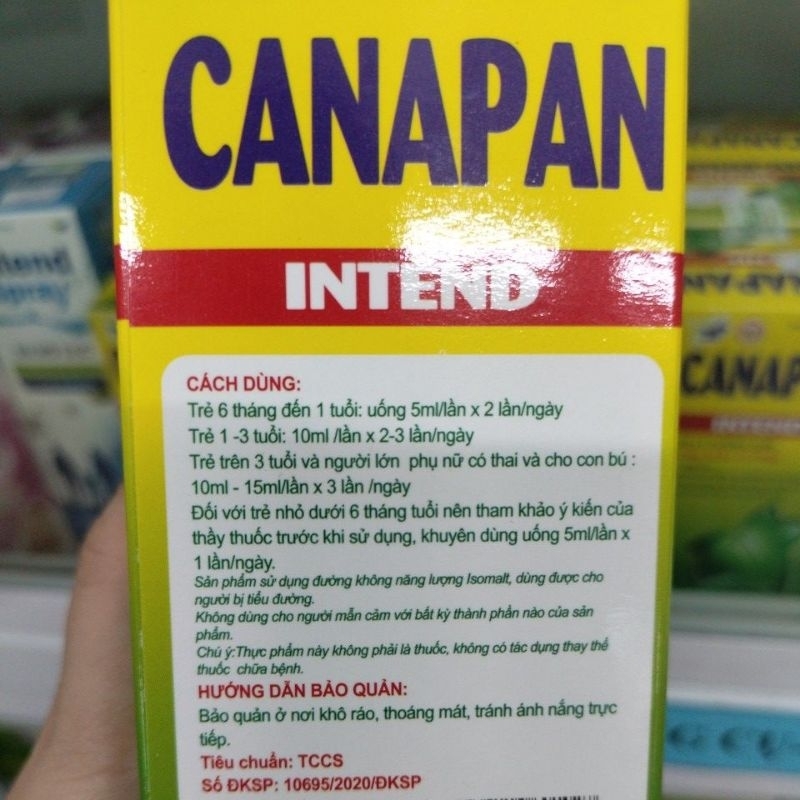 CANAPAN
INTEND
CÁCH DÙNG:
Trẻ 6 tháng đến 1 tuổi: uống 5ml/lần x 2 lần/ngày
Trẻ 1 -3 tuổi: 10ml /lần x 2-3 lần/ngày
Trẻ trên 3 tuổi và người lớn phụ nữ có thai và cho con bú :
10ml - 15ml/lần x 3 lần /ngày
Đối với trẻ nhỏ dưới 6 tháng tuổi nên tham khảo ý kiến của
thầy thuốc trước khi sử dụng, khuyên dùng uống 5ml/lần x
1 lần/ngày.
Sản phẩm sử dụng đường không năng lượng Isomalt, dùng được cho
người bị tiểu đường.
Không dùng cho người mẫn cảm với bất kỳ thành phần nào của sản
phẩm.
Chú ý:Thực phẩm này không phải là thuốc, không có tác dụng thay thế
thuốc chữa bệnh.
HƯỚNG DẪN BẢO QUẢN:
Bảo quản ở nơi khô ráo, thoáng mát, tránh ánh nắng trực
tiếp.
Tiêu chuẩn: TCCS
Số ĐKSP: 10695/2020/ĐKSP
CANAP
INTEND